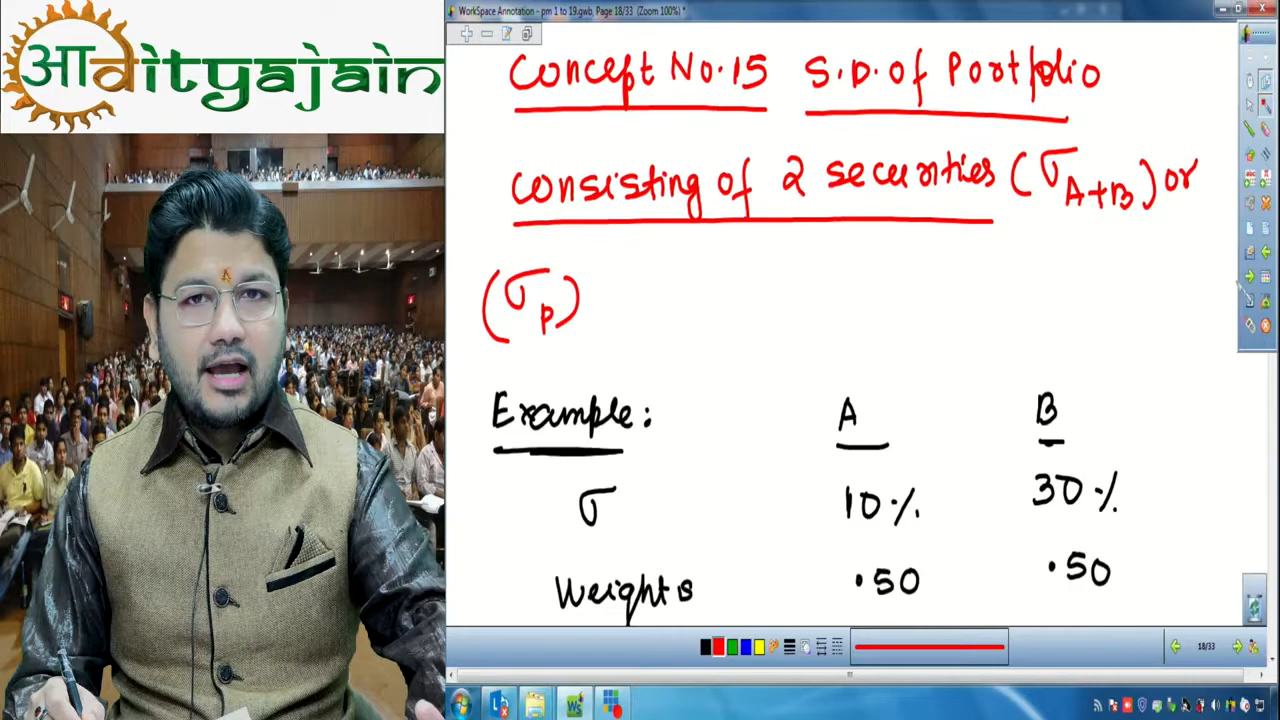 WorkSpace Annotation - pm 1 to 19.gwb, Page 18/33 (Zoom 100%) *
आdityajain
Concept No.15 S.D. of Portfolio
consisting of 2 securities (σA+B) or
(σp)
Example: A B
σ 10% 30%
Weights .50 .50
18/33